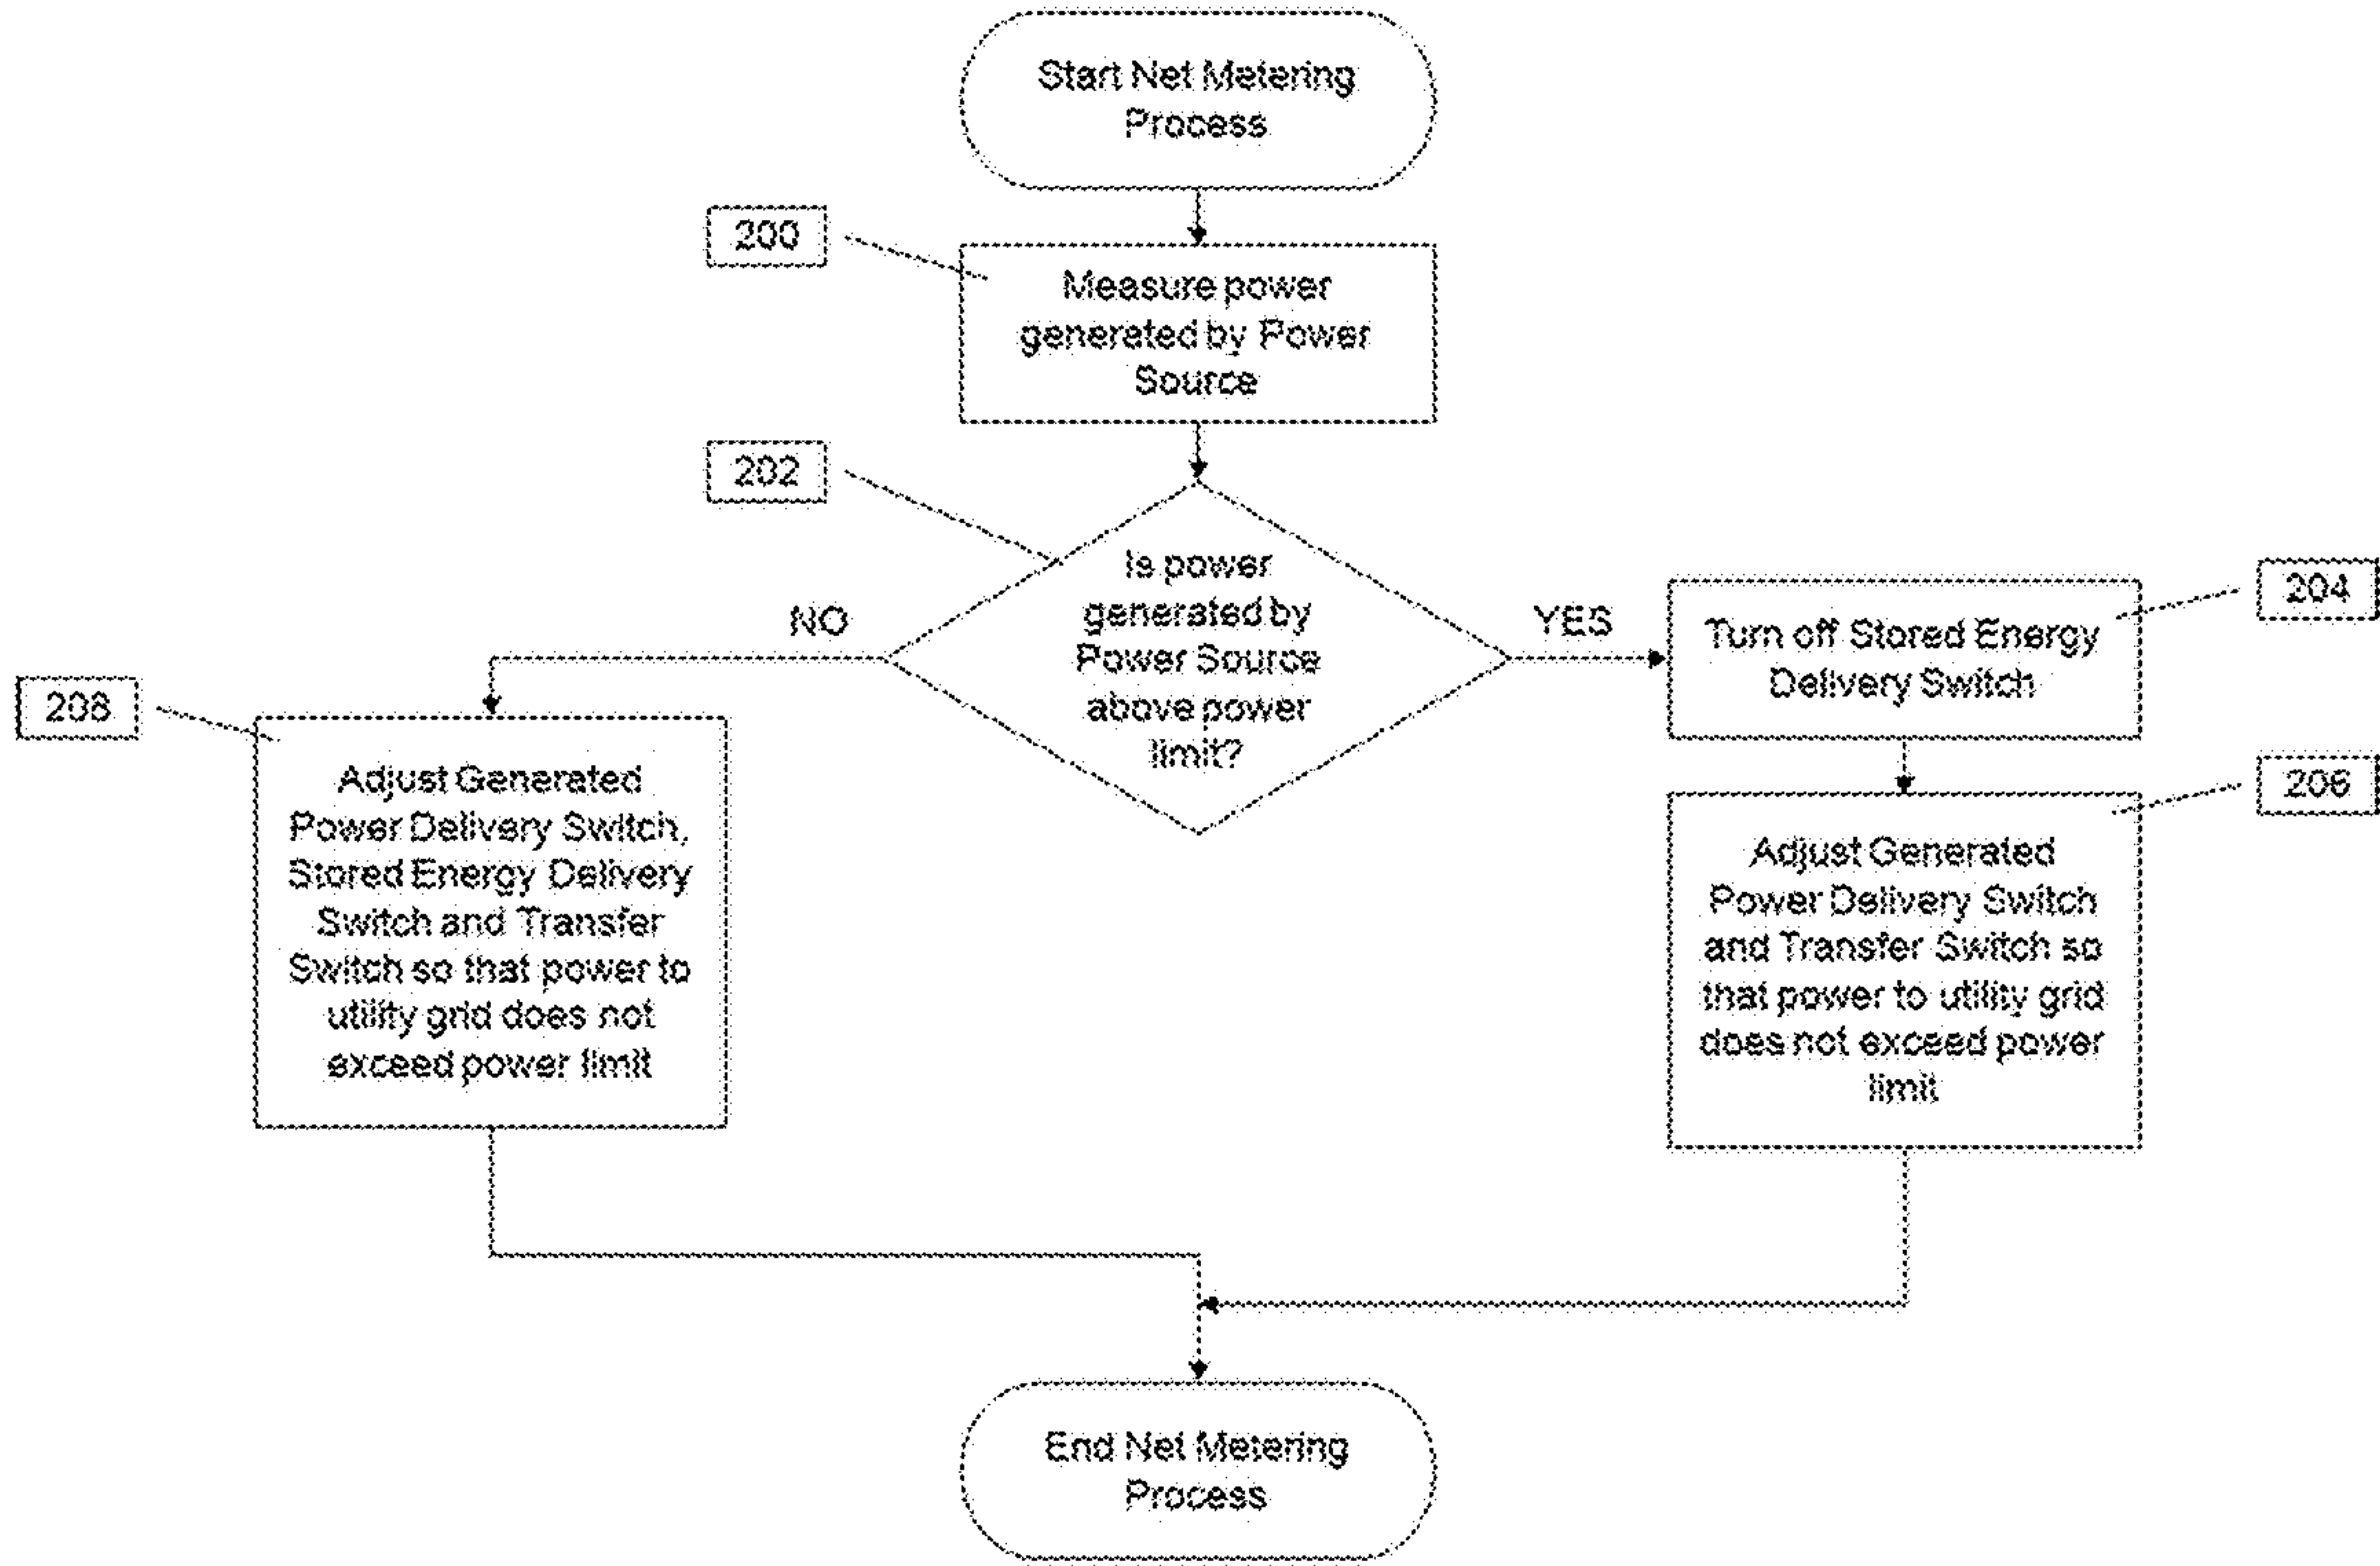 Start Net Metering
Process
200
Measure power
generated by Power
Source
202
Is power
generated by
Power Source
above power
limit?
NO
YES
204
Turn off Stored Energy
Delivery Switch
208
Adjust Generated
Power Delivery Switch,
Stored Energy Delivery
Switch and Transfer
Switch so that power to
utility grid does not
exceed power limit
206
Adjust Generated
Power Delivery Switch
and Transfer Switch so
that power to utility grid
does not exceed power
limit
End Net Metering
Process